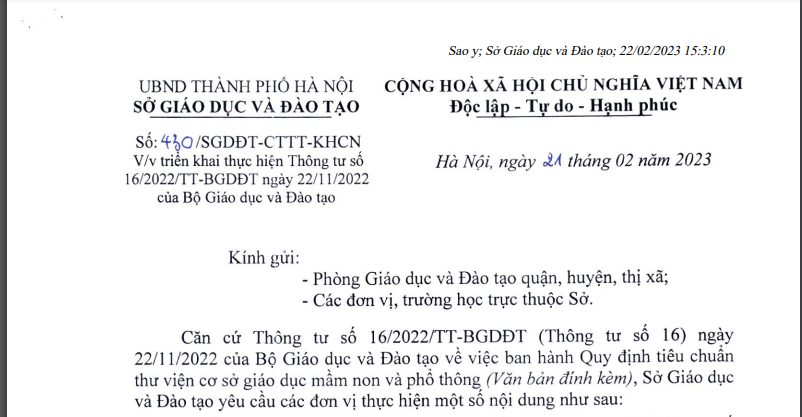 Sao y; Sở Giáo dục và Đào tạo; 22/02/2023 15:3:10
UBND THÀNH PHỐ HÀ NỘI
SỞ GIÁO DỤC VÀ ĐÀO TẠO
CỘNG HOÀ XÃ HỘI CHỦ NGHĨA VIỆT NAM
Độc lập - Tự do - Hạnh phúc
Số: 430/SGDĐT-CTTT-KHCN
V/v triển khai thực hiện Thông tư số
16/2022/TT-BGDĐT ngày 22/11/2022
của Bộ Giáo dục và Đào tạo
Hà Nội, ngày 21 tháng 02 năm 2023
Kính gửi:
- Phòng Giáo dục và Đào tạo quận, huyện, thị xã;
- Các đơn vị, trường học trực thuộc Sở.
Căn cứ Thông tư số 16/2022/TT-BGDĐT (Thông tư số 16) ngày
22/11/2022 của Bộ Giáo dục và Đào tạo về việc ban hành Quy định tiêu chuẩn
thư viện cơ sở giáo dục mầm non và phổ thông (Văn bản đính kèm), Sở Giáo dục
và Đào tạo yêu cầu các đơn vị thực hiện một số nội dung như sau: